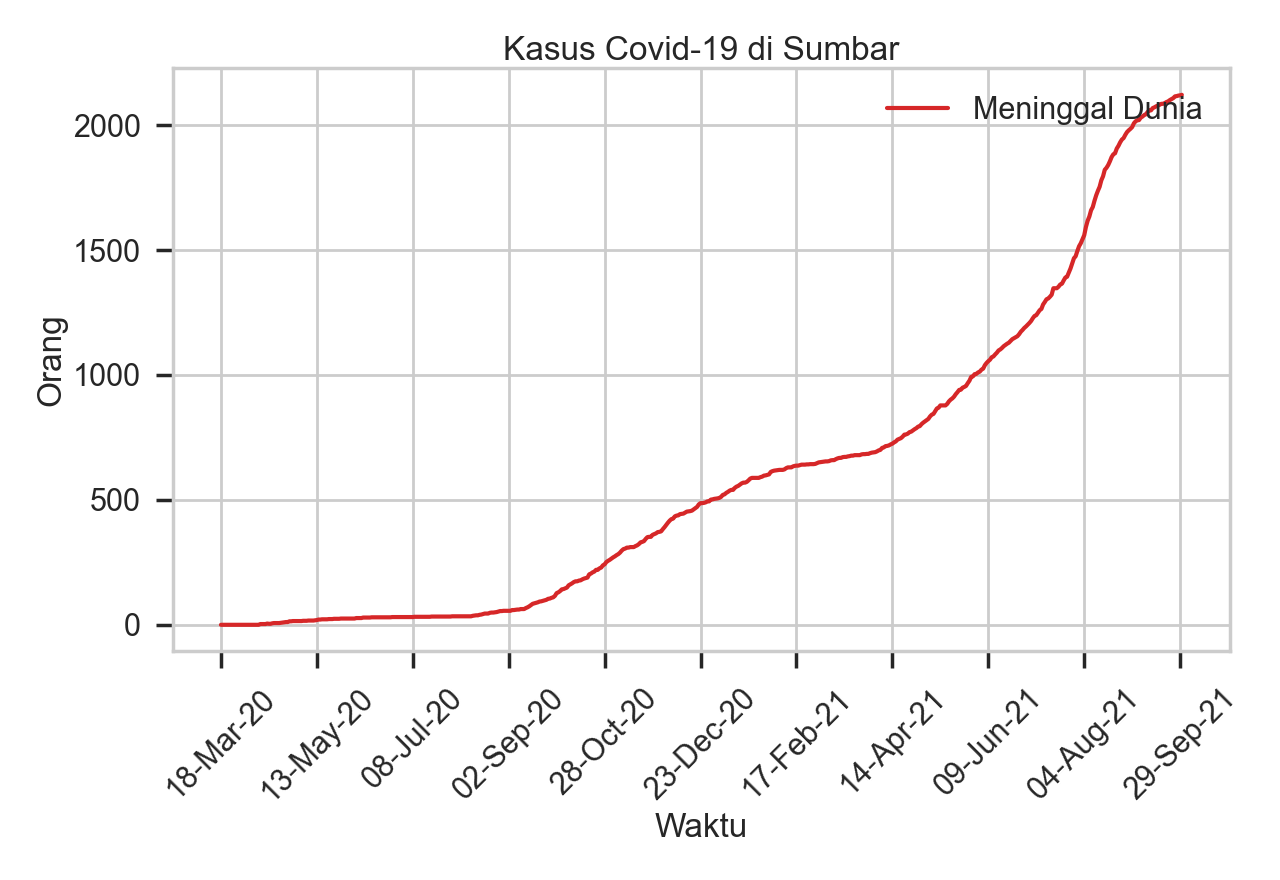 Kasus Covid-19 di Sumbar
Meninggal Dunia
2000
1500
1000
500
0
Orang
18-Mar-20
13-May-20
08-Jul-20
02-Sep-20
28-Oct-20
23-Dec-20
17-Feb-21
14-Apr-21
09-Jun-21
04-Aug-21
29-Sep-21
Waktu